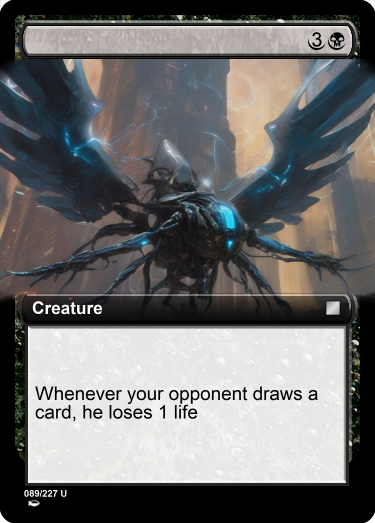 3
Creature
Whenever your opponent draws a
card, he loses 1 life
089/227 U